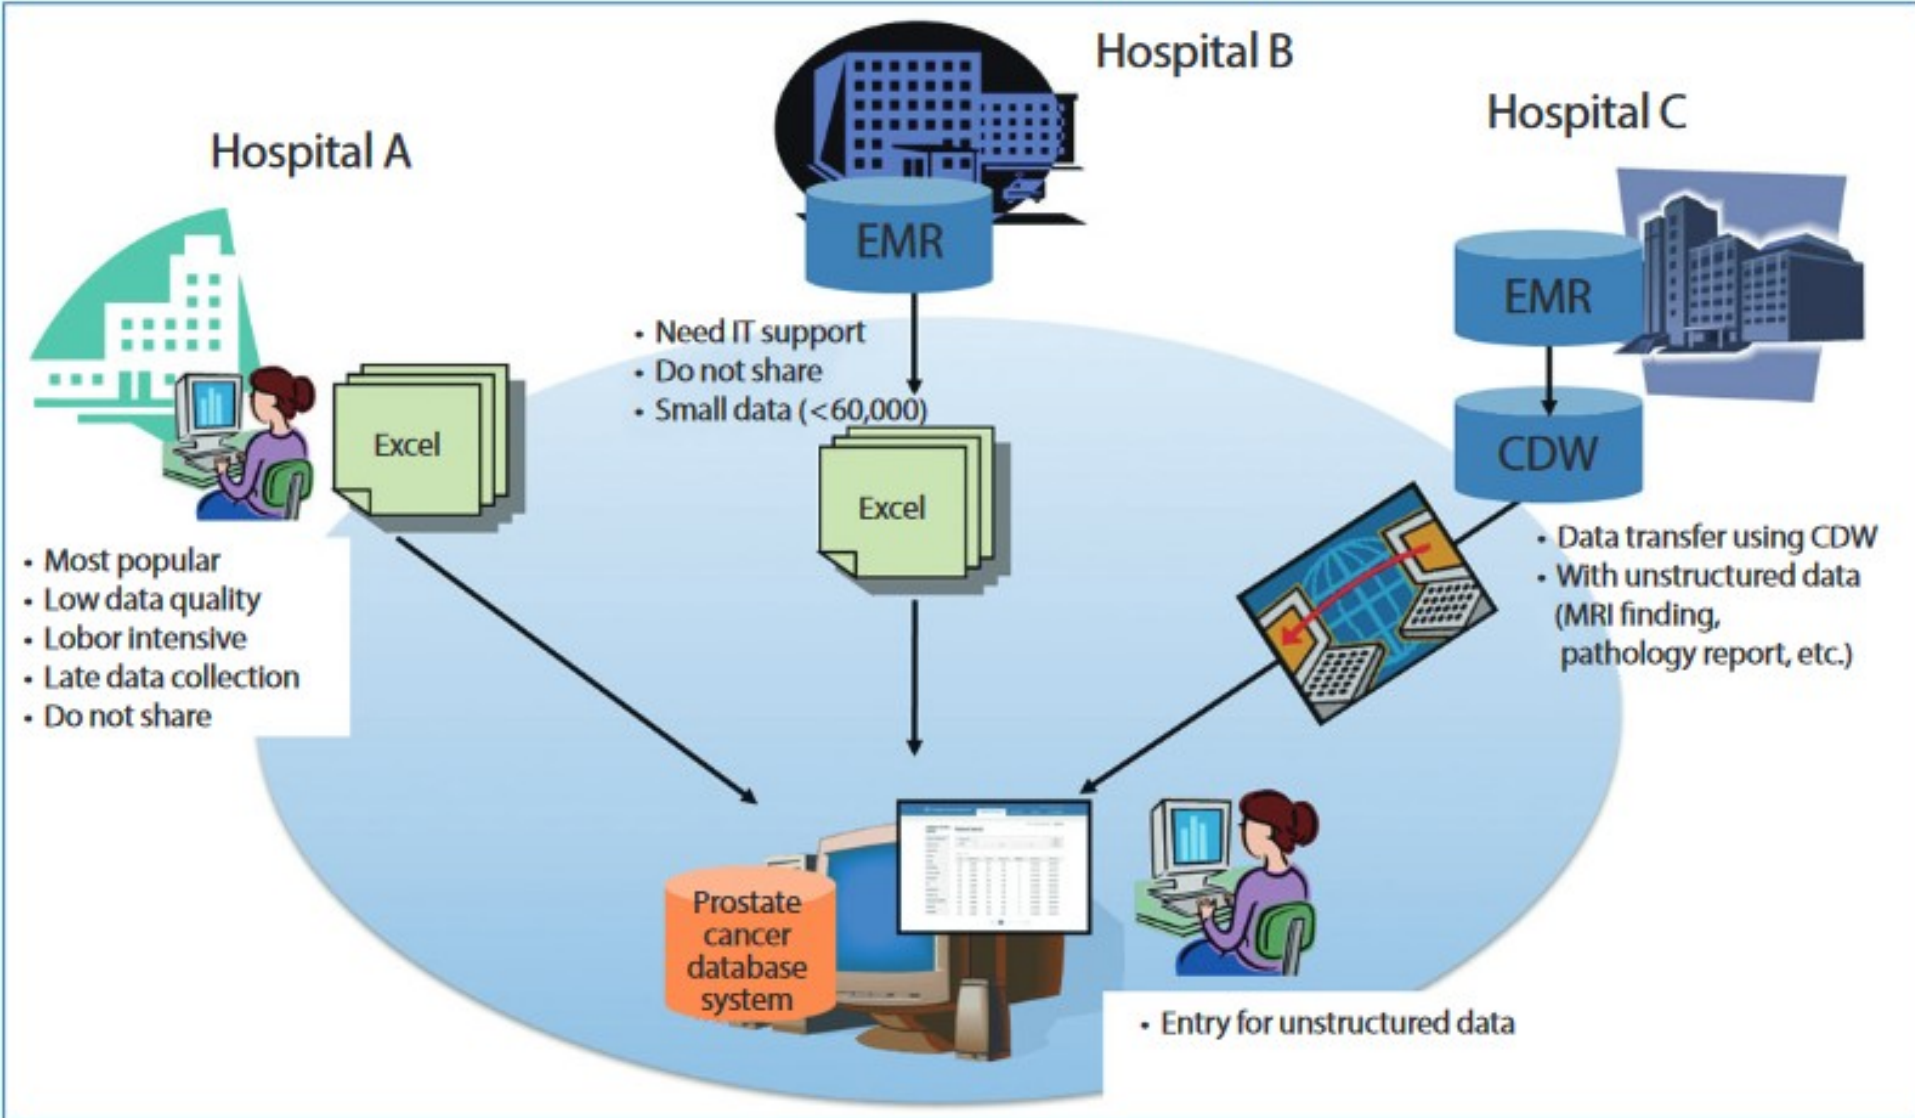 Hospital A
Hospital B
Hospital C
EMR
EMR
CDW
• Need IT support
• Do not share
• Small data (<60,000)
Excel
Excel
• Most popular
• Low data quality
• Lobor intensive
• Late data collection
• Do not share
• Data transfer using CDW
• With unstructured data
(MRI finding,
pathology report, etc.)
Prostate
cancer
database
system
• Entry for unstructured data